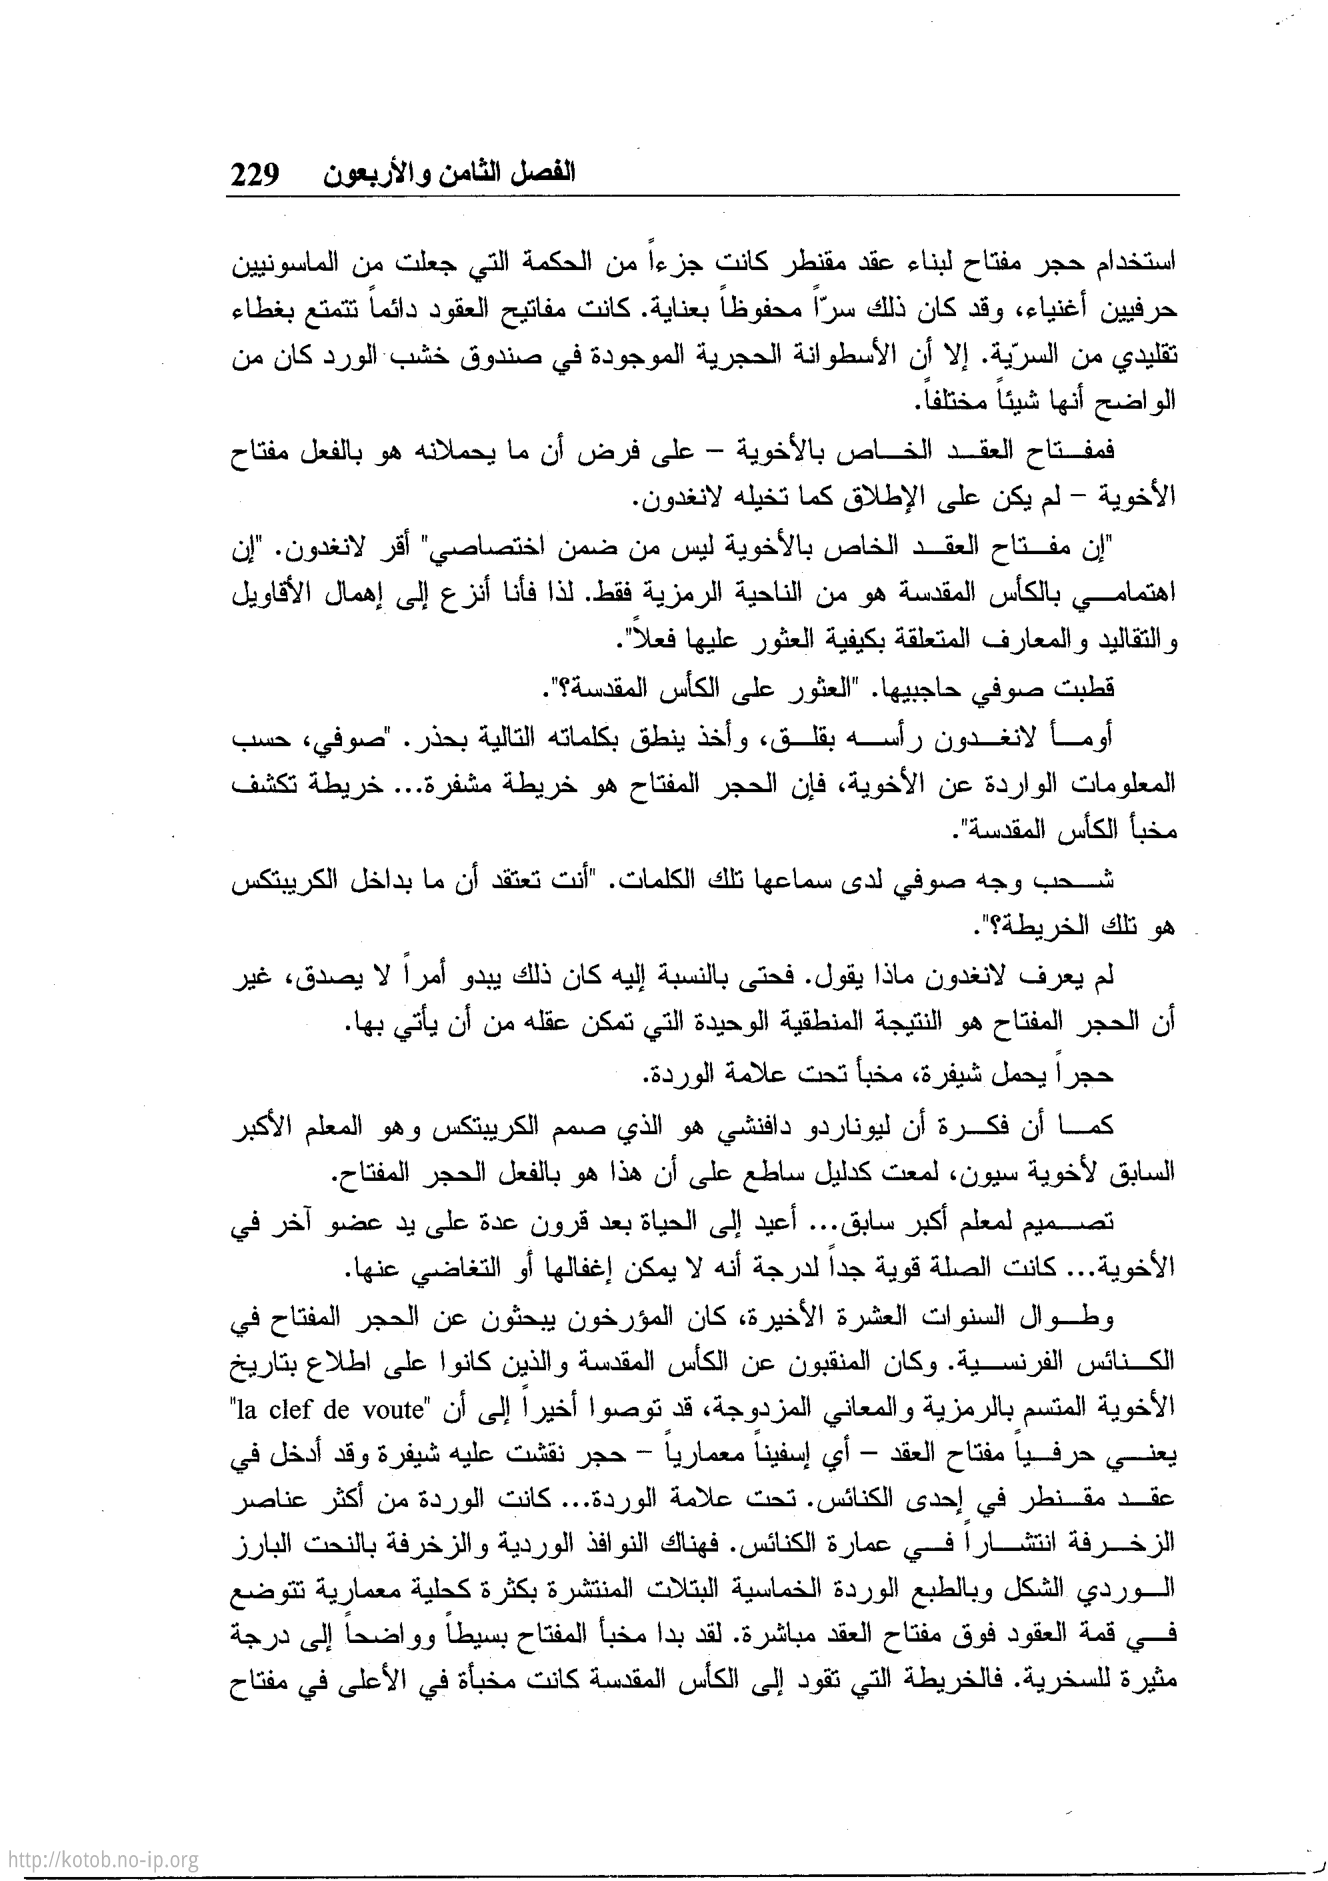 الفصل الثامن والأربعون 229
استخدام حجر مفتاح لبناء عقد مقنطر كانت جزءاً من الحكمة التي جعلت من الماسونيين
حرفيين أغنياء، وقد كان ذلك سرّاً محفوظاً بعناية. كانت مفاتيح العقود دائماً تتمتع بغطاء
تقليدي من السريّة. إلا أن الأسطوانة الحجرية الموجودة في صندوق خشب الورد كان من
الواضح أنها شيئاً مختلفاً.
فمفتاح العقد الخاص بالأخوية – على فرض أن ما يحملانه هو بالفعل مفتاح
الأخوية – لم يكن على الإطلاق كما تخيله لانغدون.
"إن مفتاح العقد الخاص بالأخوية ليس من ضمن اختصاصي" أقر لانغدون. "إن
اهتمامي بالكأس المقدسة هو من الناحية الرمزية فقط. لذا فأنا أنزع إلى إهمال الأقاويل
والتقاليد والمعارف المتعلقة بكيفية العثور عليها فعلاً".
قطبت صوفي حاجبيها. "العثور على الكأس المقدسة؟".
أومأ لانغدون رأسه بقلق، وأخذ ينطق بكلماته التالية بحذر. "صوفي، حسب
المعلومات الواردة عن الأخوية، فإن الحجر المفتاح هو خريطة مشفرة... خريطة تكشف
مخبأ الكأس المقدسة".
شحب وجه صوفي لدى سماعها تلك الكلمات. "أنت تعتقد أن ما بداخل الكريبتكس
هو تلك الخريطة؟".
لم يعرف لانغدون ماذا يقول. فحتى بالنسبة إليه كان ذلك يبدو أمراً لا يصدق، غير
أن الحجر المفتاح هو النتيجة المنطقية الوحيدة التي تمكن عقله من أن يأتي بها.
حجراً يحمل شيفرة، مخبأ تحت علامة الوردة.
كما أن فكرة أن ليوناردو دافنشي هو الذي صمم الكريبتكس وهو المعلم الأكبر
السابق لأخوية سيون، لمعت كدليل ساطع على أن هذا هو بالفعل الحجر المفتاح.
تصميم لمعلم أكبر سابق... أعيد إلى الحياة بعد قرون عدة على يد عضو آخر في
الأخوية... كانت الصلة قوية جداً لدرجة أنه لا يمكن إغفالها أو التغاضي عنها.
وطوال السنوات العشرة الأخيرة، كان المؤرخون يبحثون عن الحجر المفتاح في
الكنائس الفرنسية. وكان المنقبون عن الكأس المقدسة والذين كانوا على اطلاع بتاريخ
الأخوية المتسم بالرمزية والمعاني المزدوجة، قد توصوا أخيراً إلى أن "la clef de voute"
يعني حرفياً مفتاح العقد – أي إسفيناً معمارياً – حجر نقشت عليه شيفرة وقد أدخل في
عقد مقنطر في إحدى الكنائس. تحت علامة الوردة... كانت الوردة من أكثر عناصر
الزخرفة انتشاراً في عمارة الكنائس. فهناك النوافذ الوردية والزخرفة بالنحت البارز
الوردي الشكل وبالطبع الوردة الخماسية البتلات المنتشرة بكثرة كحلية معمارية تتوضع
في قمة العقود فوق مفتاح العقد مباشرة. لقد بدا مخبأ المفتاح بسيطاً وواضحاً إلى درجة
مثيرة للسخرية. فالخريطة التي تقود إلى الكأس المقدسة كانت مخبأة في الأعلى في مفتاح
http://kotob.no-ip.org